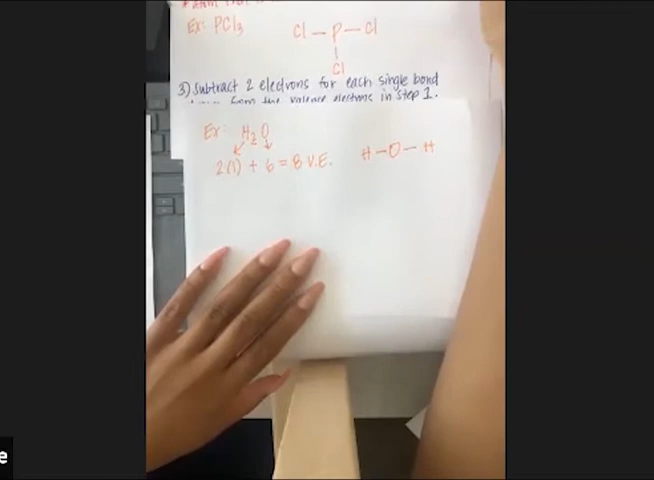 Ex: PCl3
Cl — P — Cl
|
Cl
3) Subtract 2 electrons for each single bond
from the valence electrons in step 1.
Ex: H2O
2(1) + 6 = 8 V.E.
H — O — H
e